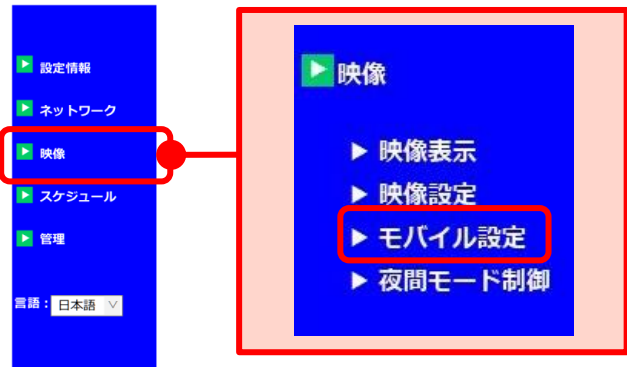 設定情報
ネットワーク
映像
スケジュール
管理
言語：日本語
映像
映像表示
映像設定
モバイル設定
夜間モード制御